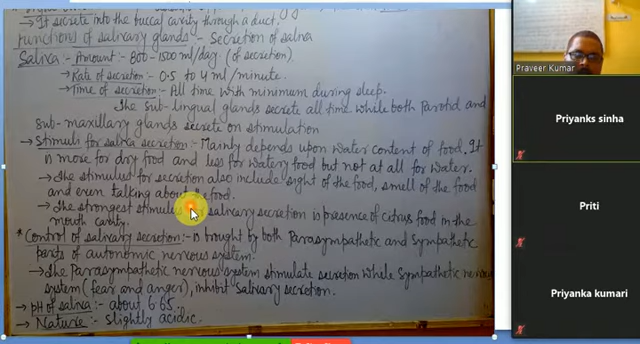 → It secrete into the buccal cavity through a duct.
Functions of salivary glands - Secretion of saliva
Saliva :- Amount :- 800 - 1500 ml/day (of secretion)
→ Rate of secretion :- 0.5 to 4 ml/minute.
→ Time of secretion :- All time with minimum during sleep.
The Sub-lingual glands secrete all time while both Parotid and
Sub-maxillary glands secrete on stimulation
→ Stimuli for saliva secretion :- Mainly depends upon water content of food. It
is more for dry food and less for watery food but not at all for water.
→ The stimulus for secretion also include sight of the food, smell of the food
and even talking about the food.
→ The strongest stimulus salivary secretion is presence of citrus food in the
mouth cavity.
* Control of salivary secretion :- is brought by both Parasympathetic and Sympathetic
parts of autonomic nervous system.
→ The Parasympathetic nervous system stimulate secretion while Sympathetic nervous
system (fear and anger), inhibit salivary secretion.
→ pH of saliva :- about 6.65.
→ Nature :- Slightly acidic.
Praveer Kumar
Priyanks sinha
Priti
Priyanka kumari